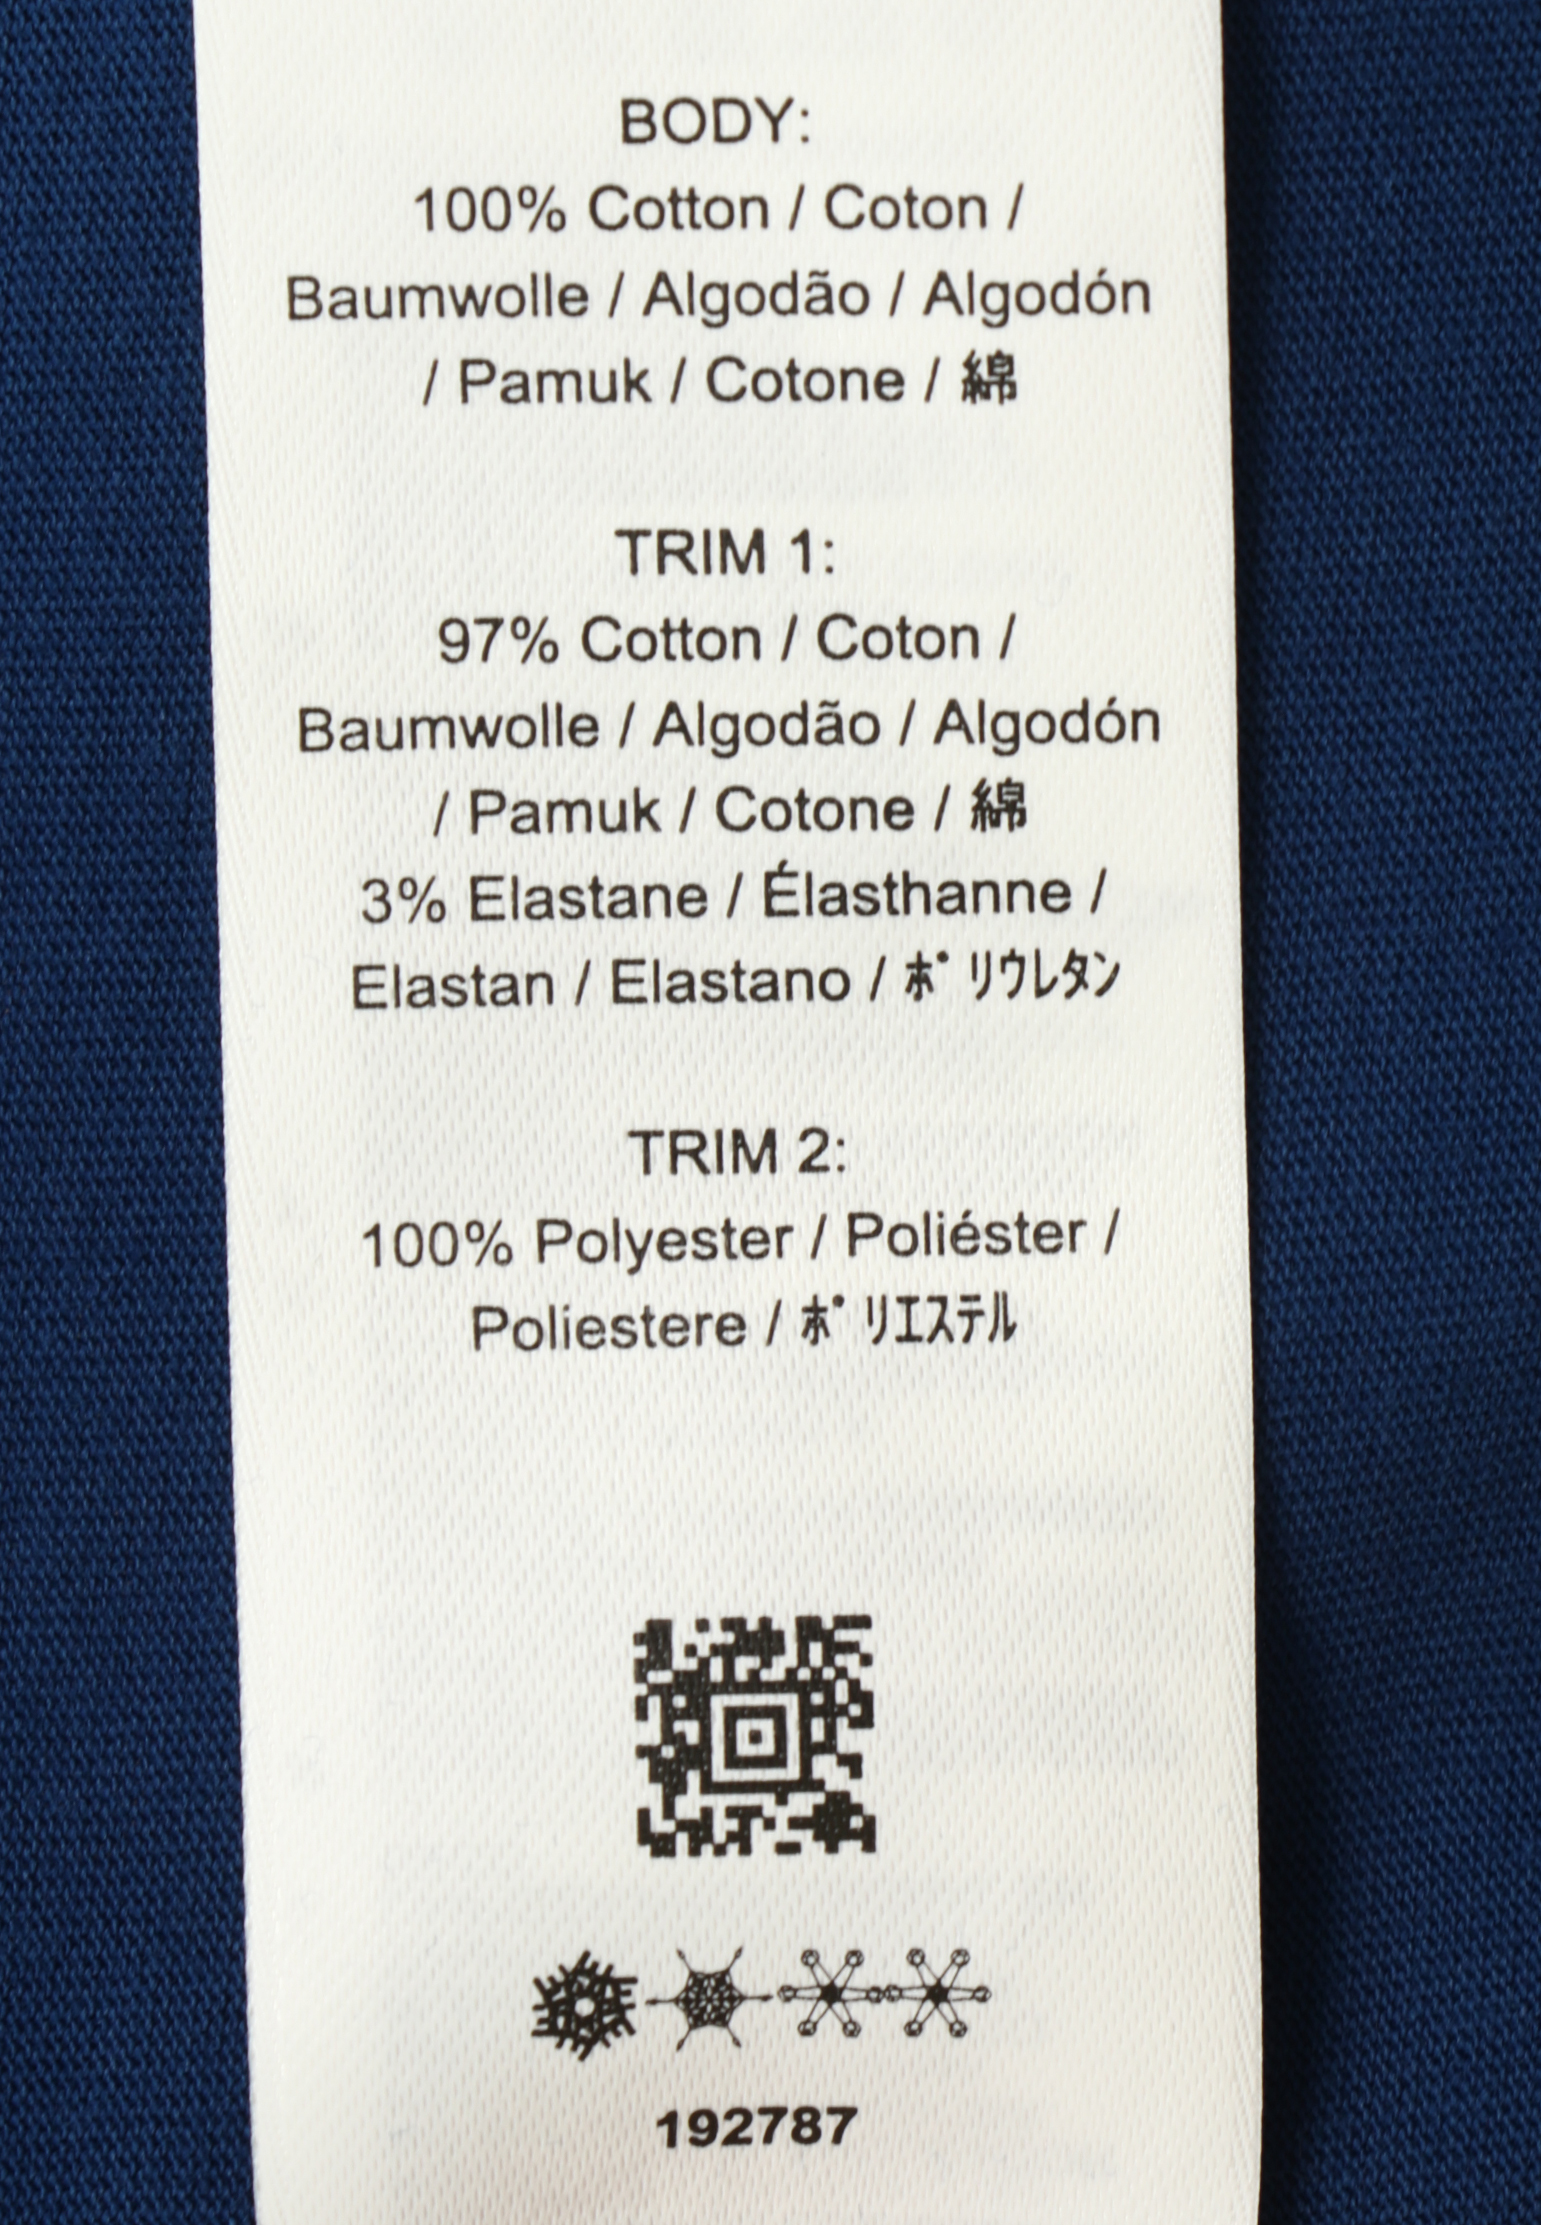 BODY:
100% Cotton / Coton /
Baumwolle / Algodão / Algodón
/ Pamuk / Cotone / 綿
TRIM 1:
97% Cotton / Coton /
Baumwolle / Algodão / Algodón
/ Pamuk / Cotone / 綿
3% Elastane / Élasthanne /
Elastan / Elastano / ﾎﾟﾘｳﾚﾀﾝ
TRIM 2:
100% Polyester / Poliéster /
Poliestere / ﾎﾟﾘｴｽﾃﾙ
192787